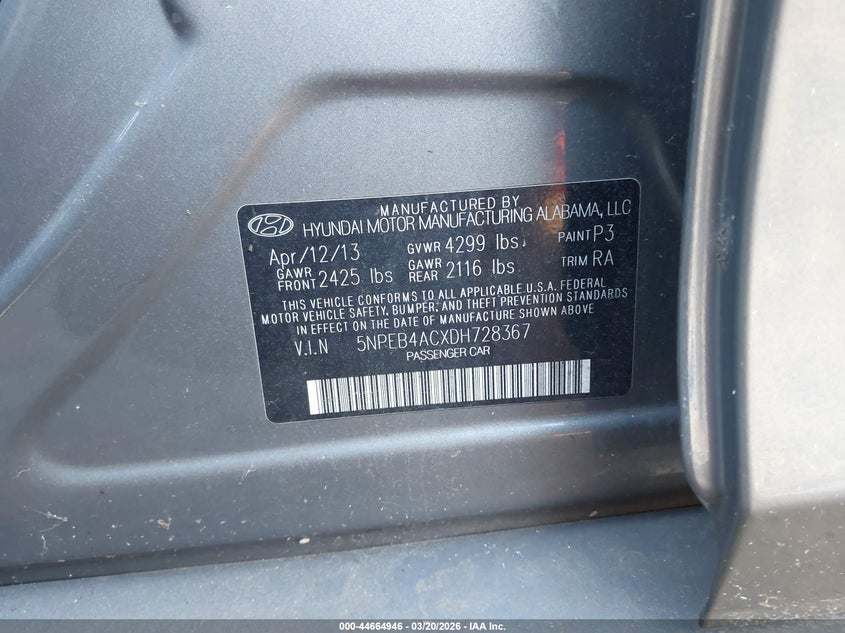 MANUFACTURED BY
HYUNDAI MOTOR MANUFACTURING ALABAMA, LLC
Apr/12/13 GVWR 4299 lbs. PAINT P3
GAWR FRONT 2425 lbs GAWR REAR 2116 lbs TRIM RA
THIS VEHICLE CONFORMS TO ALL APPLICABLE U.S.A. FEDERAL
MOTOR VEHICLE SAFETY, BUMPER, AND THEFT PREVENTION STANDARDS
IN EFFECT ON THE DATE OF MANUFACTURE SHOWN ABOVE
V.I.N 5NPEB4ACXDH728367
PASSENGER CAR
000-44664946 - 03/20/2026 - IAA Inc.